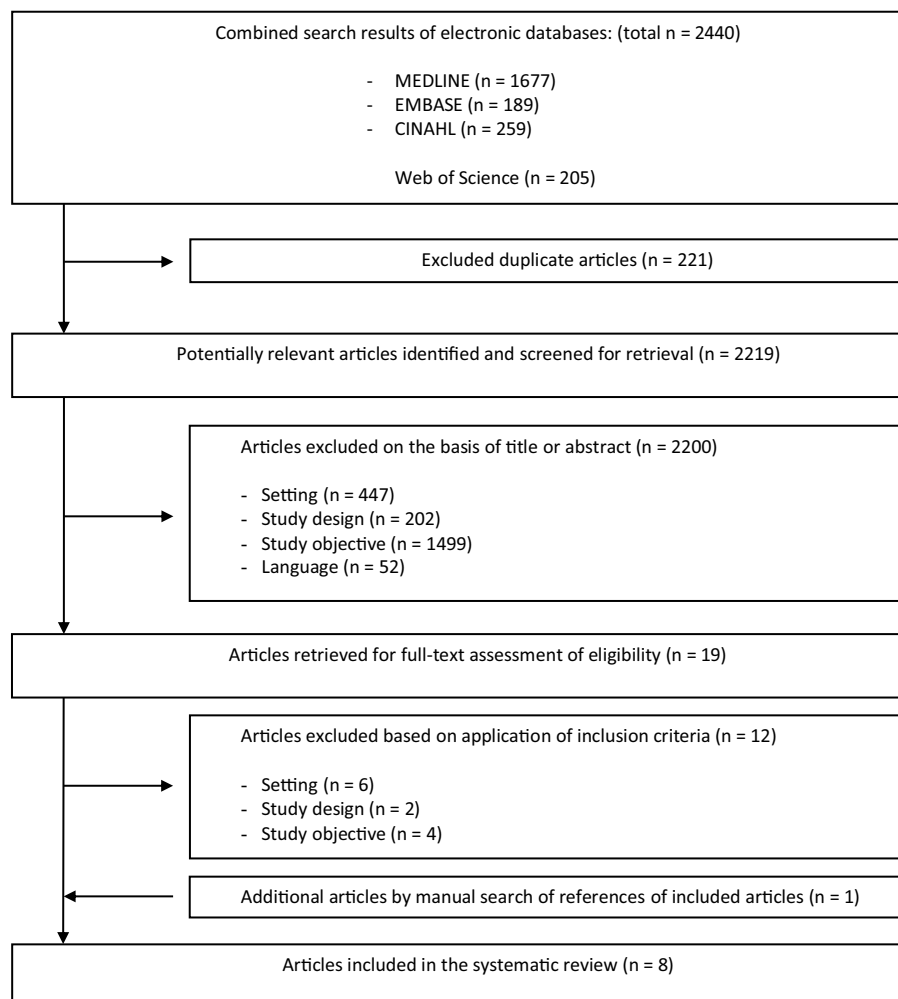 Combined search results of electronic databases: (total n = 2440)
- MEDLINE (n = 1677)
- EMBASE (n = 189)
- CINAHL (n = 259)
Web of Science (n = 205)
Excluded duplicate articles (n = 221)
Potentially relevant articles identified and screened for retrieval (n = 2219)
Articles excluded on the basis of title or abstract (n = 2200)
- Setting (n = 447)
- Study design (n = 202)
- Study objective (n = 1499)
- Language (n = 52)
Articles retrieved for full-text assessment of eligibility (n = 19)
Articles excluded based on application of inclusion criteria (n = 12)
- Setting (n = 6)
- Study design (n = 2)
- Study objective (n = 4)
Additional articles by manual search of references of included articles (n = 1)
Articles included in the systematic review (n = 8)